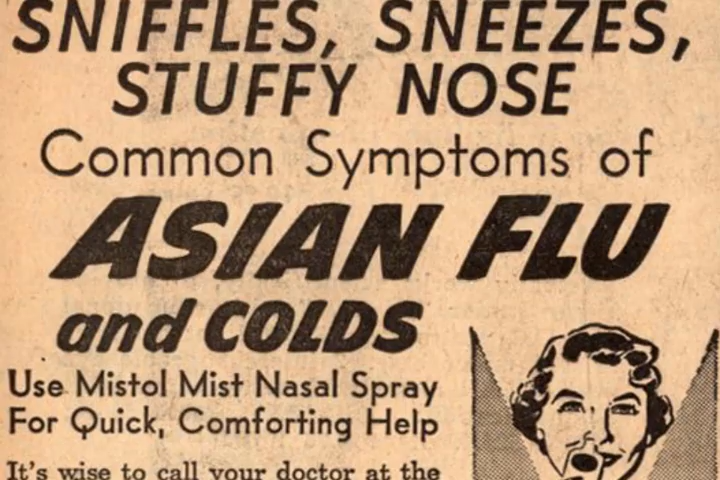 SNIFFLES, SNEEZES,
STUFFY NOSE
Common Symptoms of
ASIAN FLU
and COLDS
Use Mistol Mist Nasal Spray
For Quick, Comforting Help
It's wise to call your doctor at the